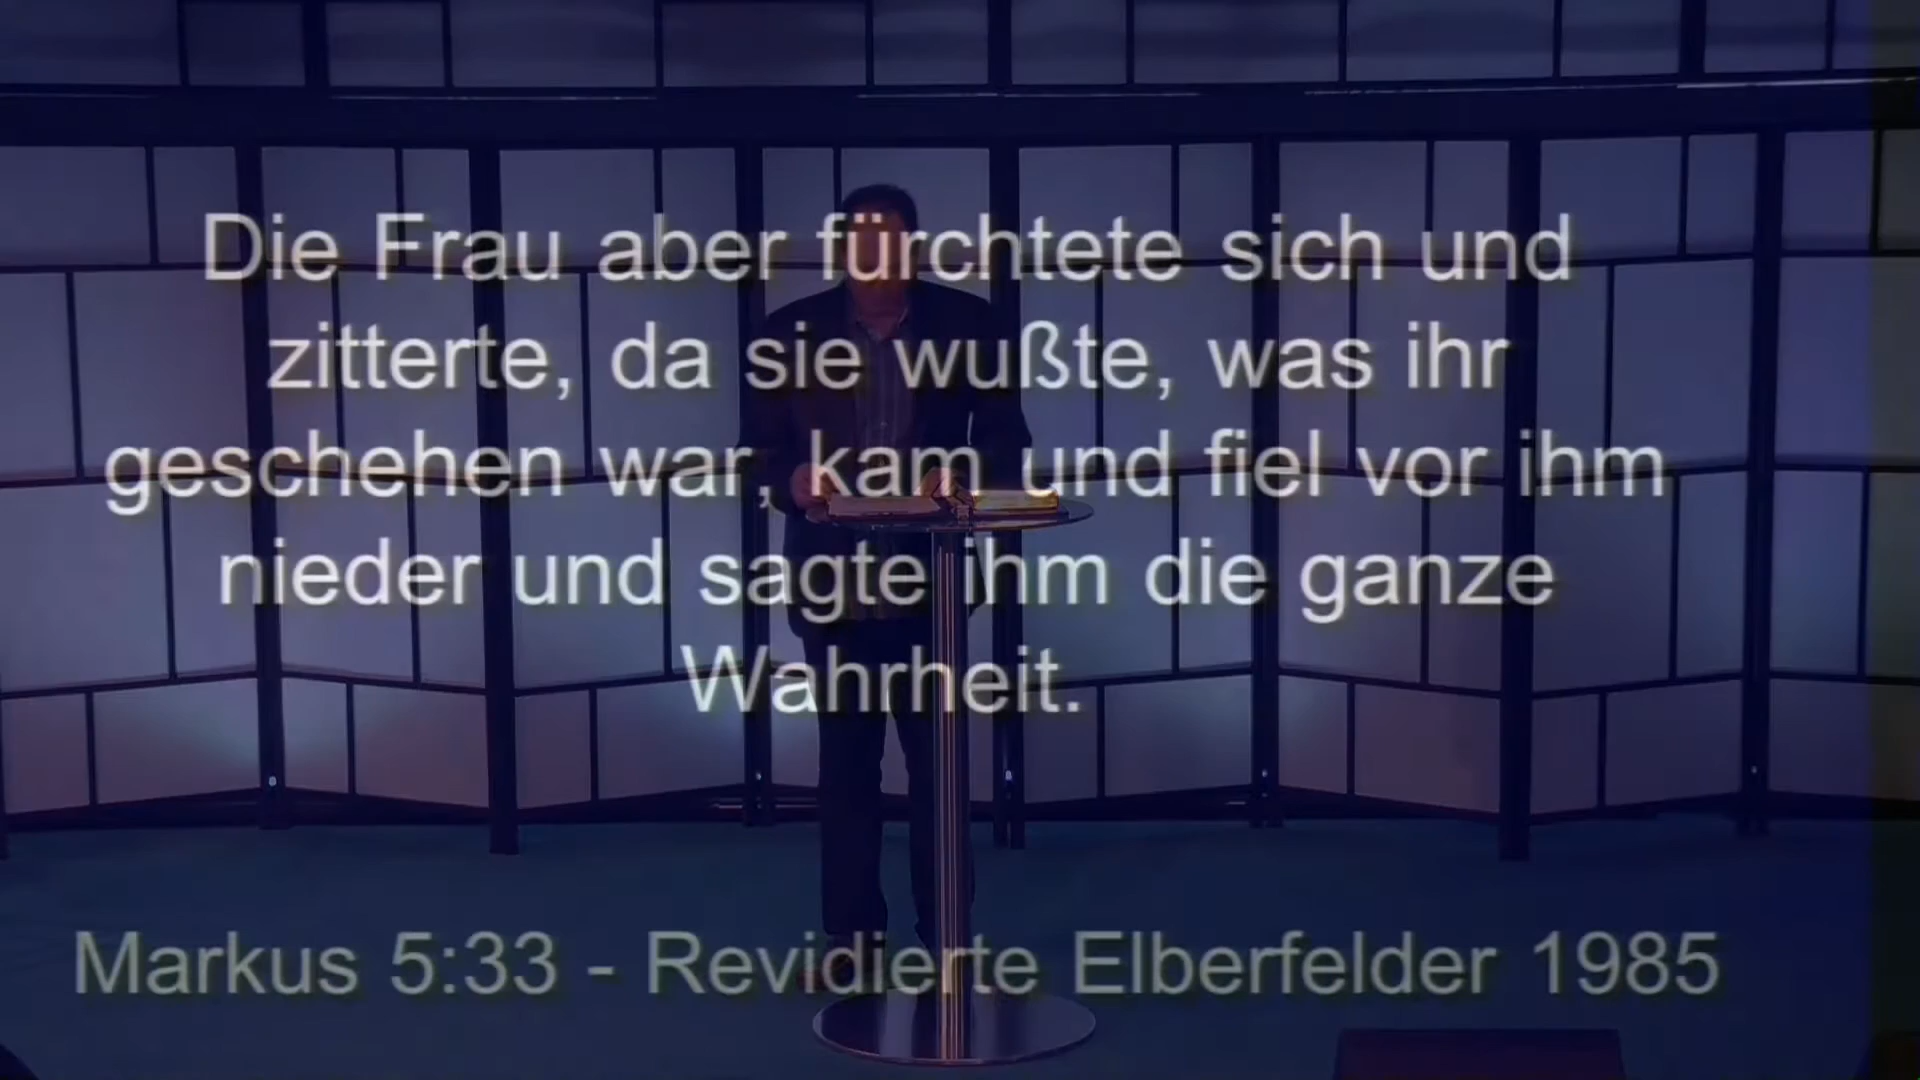 Die Frau aber fürchtete sich und
zitterte, da sie wußte, was ihr
geschehen war, kam und fiel vor ihm
nieder und sagte ihm die ganze
Wahrheit.
Markus 5:33 - Revidierte Elberfelder 1985